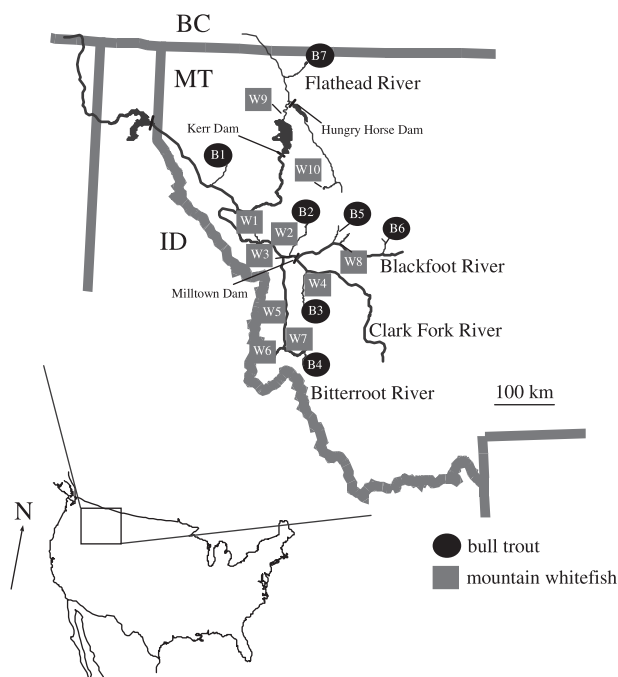 BC
B7
MT
Flathead River
W9
Kerr Dam
Hungry Horse Dam
B1
W10
W1
B2
B5
B6
W2
ID
W3
W8
Blackfoot River
Milltown Dam
W4
W5
B3
Clark Fork River
W7
W6
B4
Bitterroot River
100 km
N
bull trout
mountain whitefish